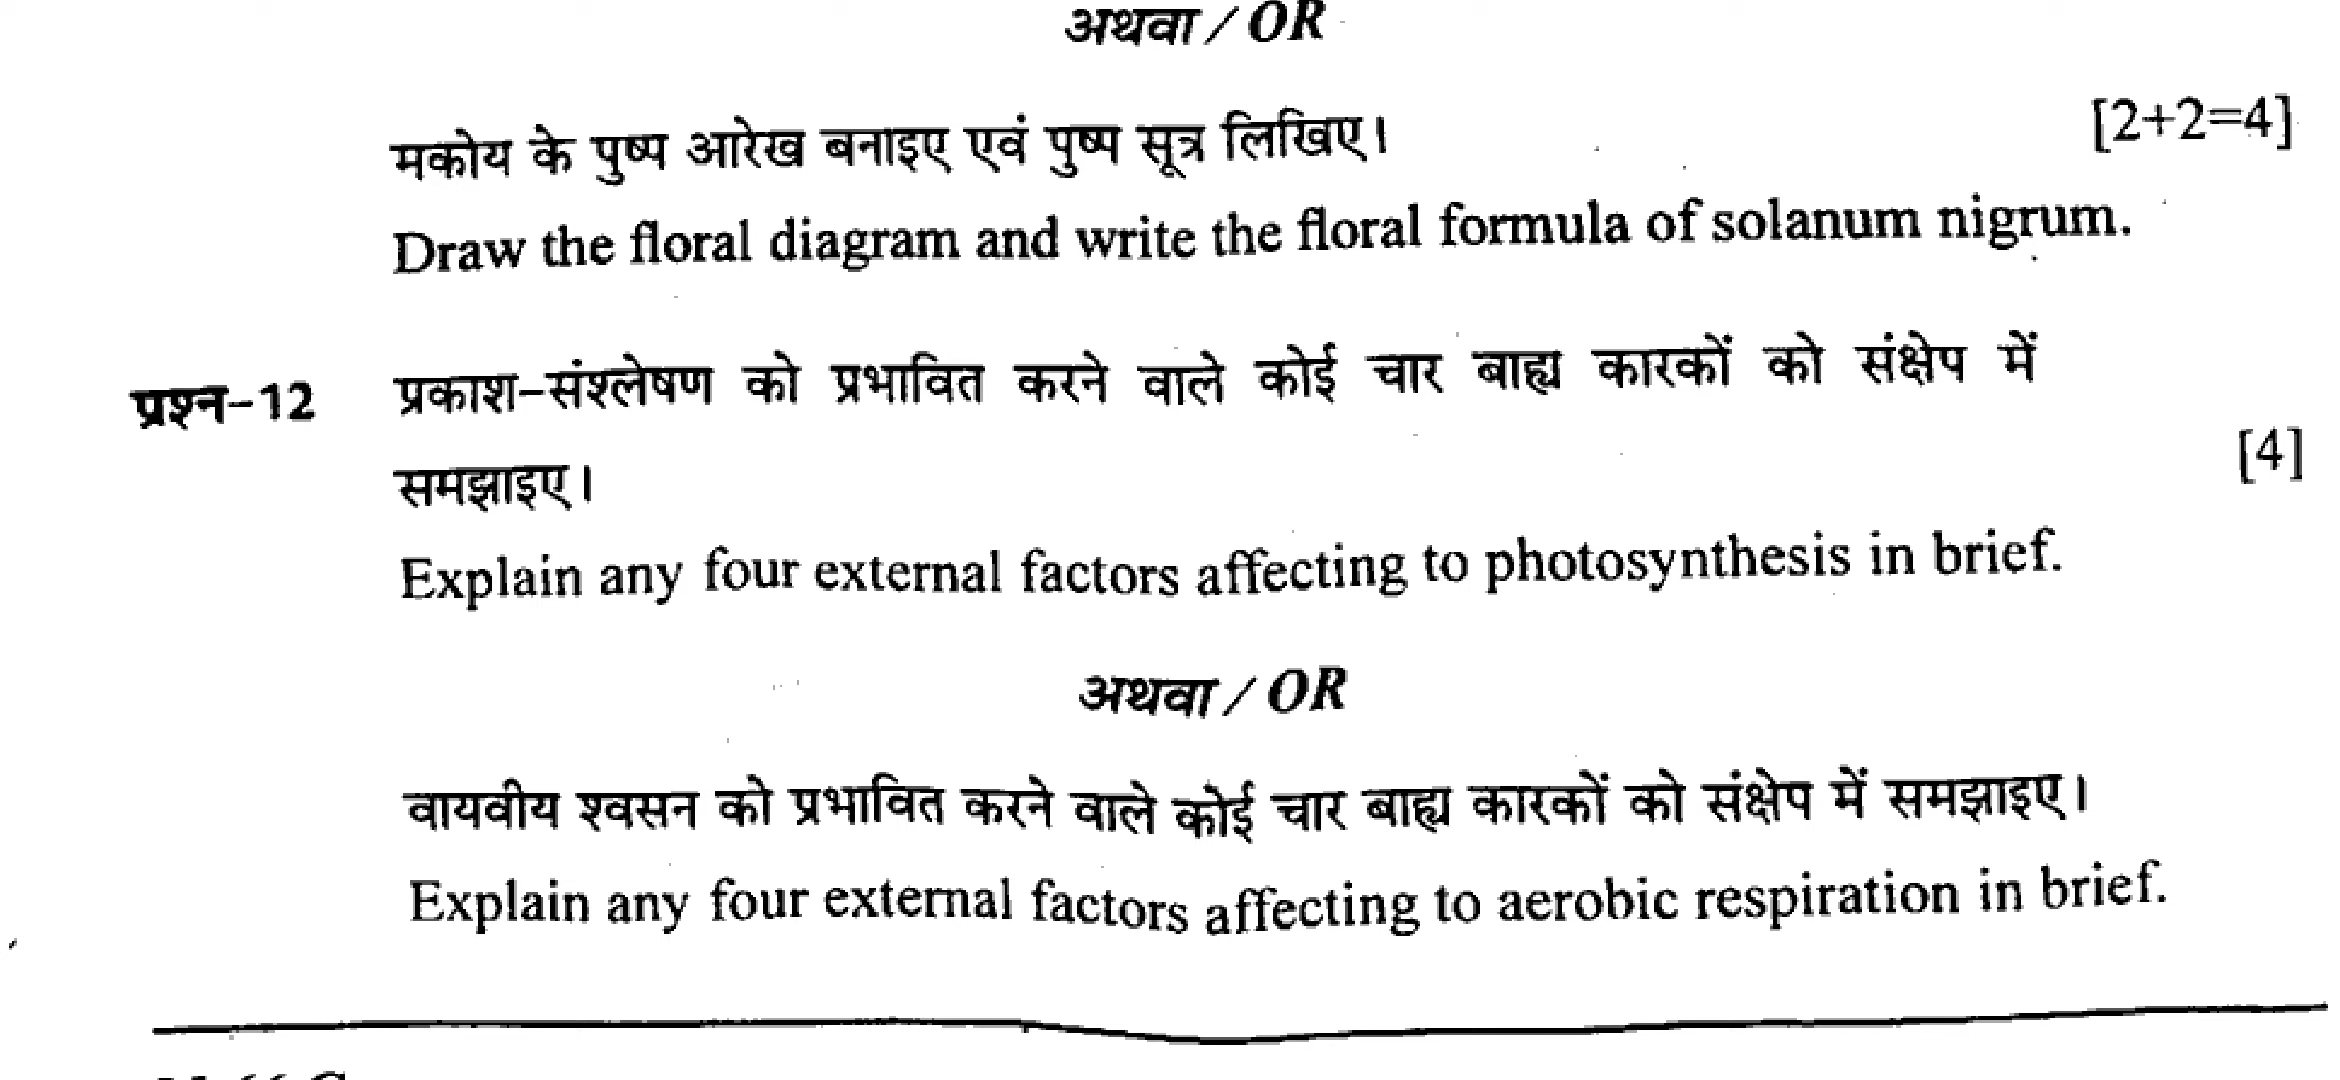 अथवा / OR
मकोय के पुष्प आरेख बनाइए एवं पुष्प सूत्र लिखिए। [2+2=4]
Draw the floral diagram and write the floral formula of solanum nigrum.
प्रश्न-12 प्रकाश-संश्लेषण को प्रभावित करने वाले कोई चार बाह्य कारकों को संक्षेप में
समझाइए। [4]
Explain any four external factors affecting to photosynthesis in brief.
अथवा / OR
वायवीय श्वसन को प्रभावित करने वाले कोई चार बाह्य कारकों को संक्षेप में समझाइए।
Explain any four external factors affecting to aerobic respiration in brief.